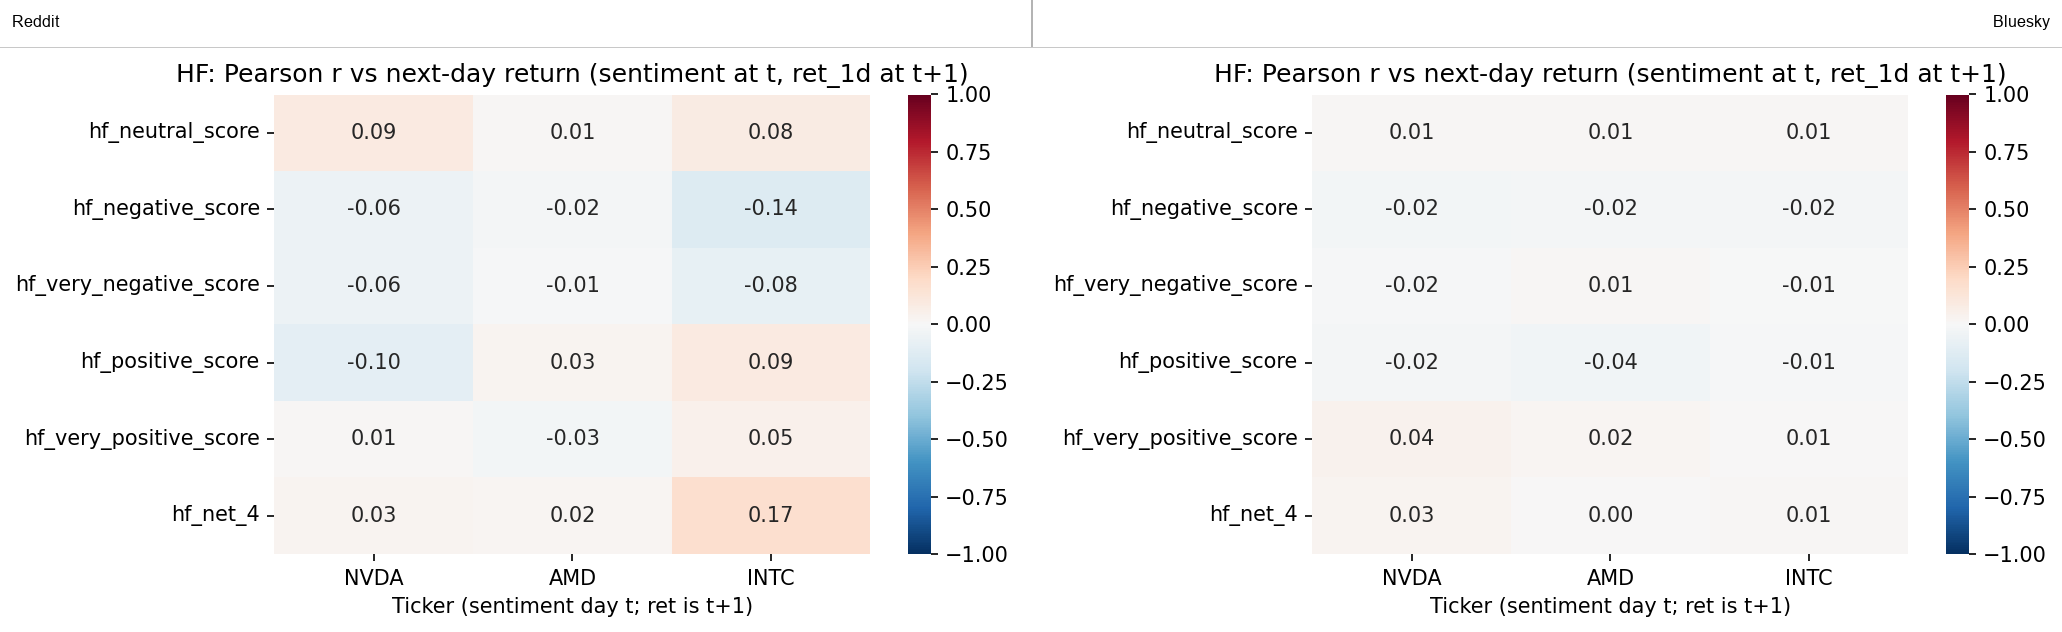 Reddit
Bluesky
HF: Pearson r vs next-day return (sentiment at t, ret_1d at t+1)
hf_neutral_score 0.09 0.01 0.08
hf_negative_score -0.06 -0.02 -0.14
hf_very_negative_score -0.06 -0.01 -0.08
hf_positive_score -0.10 0.03 0.09
hf_very_positive_score 0.01 -0.03 0.05
hf_net_4 0.03 0.02 0.17
NVDA AMD INTC
Ticker (sentiment day t; ret is t+1)
1.00
0.75
0.50
0.25
0.00
−0.25
−0.50
−0.75
−1.00
HF: Pearson r vs next-day return (sentiment at t, ret_1d at t+1)
hf_neutral_score 0.01 0.01 0.01
hf_negative_score -0.02 -0.02 -0.02
hf_very_negative_score -0.02 0.01 -0.01
hf_positive_score -0.02 -0.04 -0.01
hf_very_positive_score 0.04 0.02 0.01
hf_net_4 0.03 0.00 0.01
NVDA AMD INTC
Ticker (sentiment day t; ret is t+1)
1.00
0.75
0.50
0.25
0.00
−0.25
−0.50
−0.75
−1.00